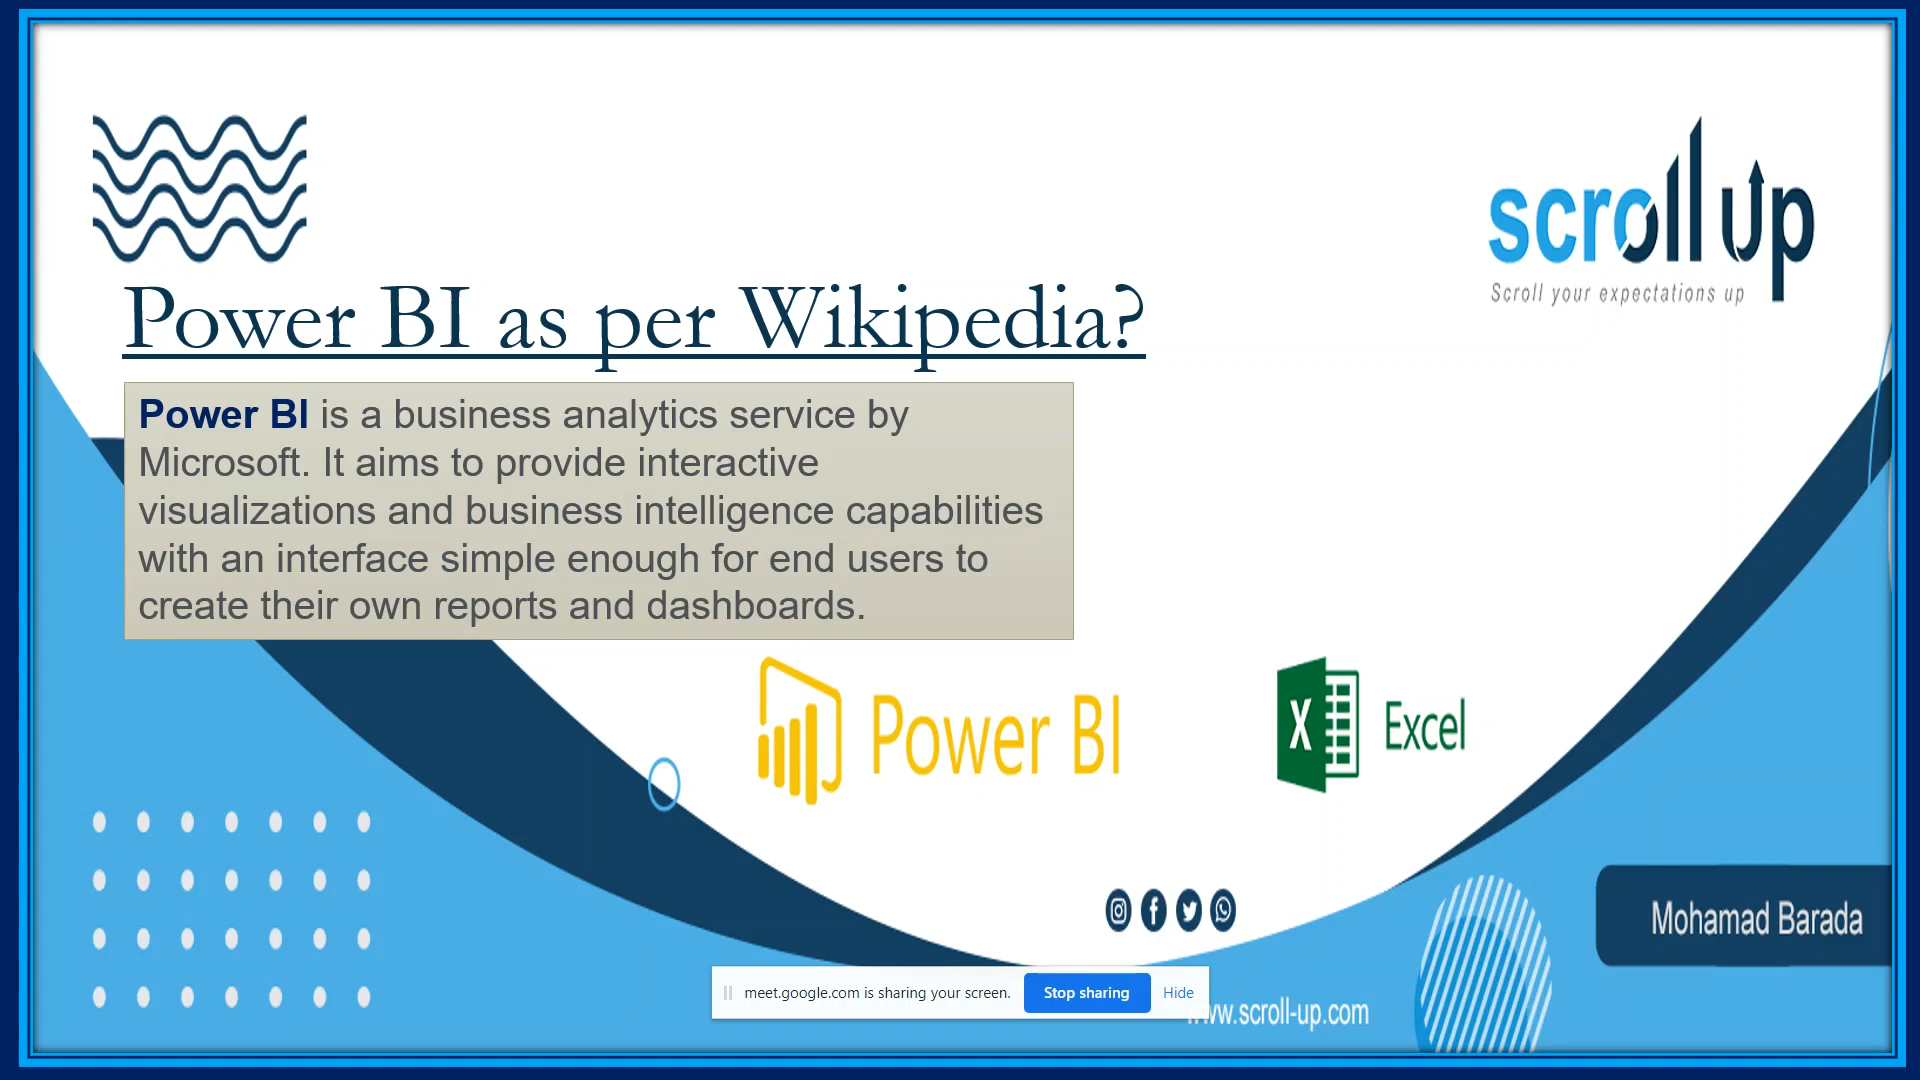 scroll up
Scroll your expectations up
Power BI as per Wikipedia?
Power BI is a business analytics service by
Microsoft. It aims to provide interactive
visualizations and business intelligence capabilities
with an interface simple enough for end users to
create their own reports and dashboards.
Power BI
X Excel
Mohamad Barada
meet.google.com is sharing your screen. Stop sharing Hide
www.scroll-up.com